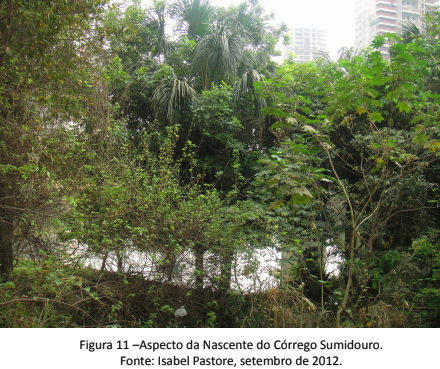 Figura 11 –Aspecto da Nascente do Córrego Sumidouro.
Fonte: Isabel Pastore, setembro de 2012.